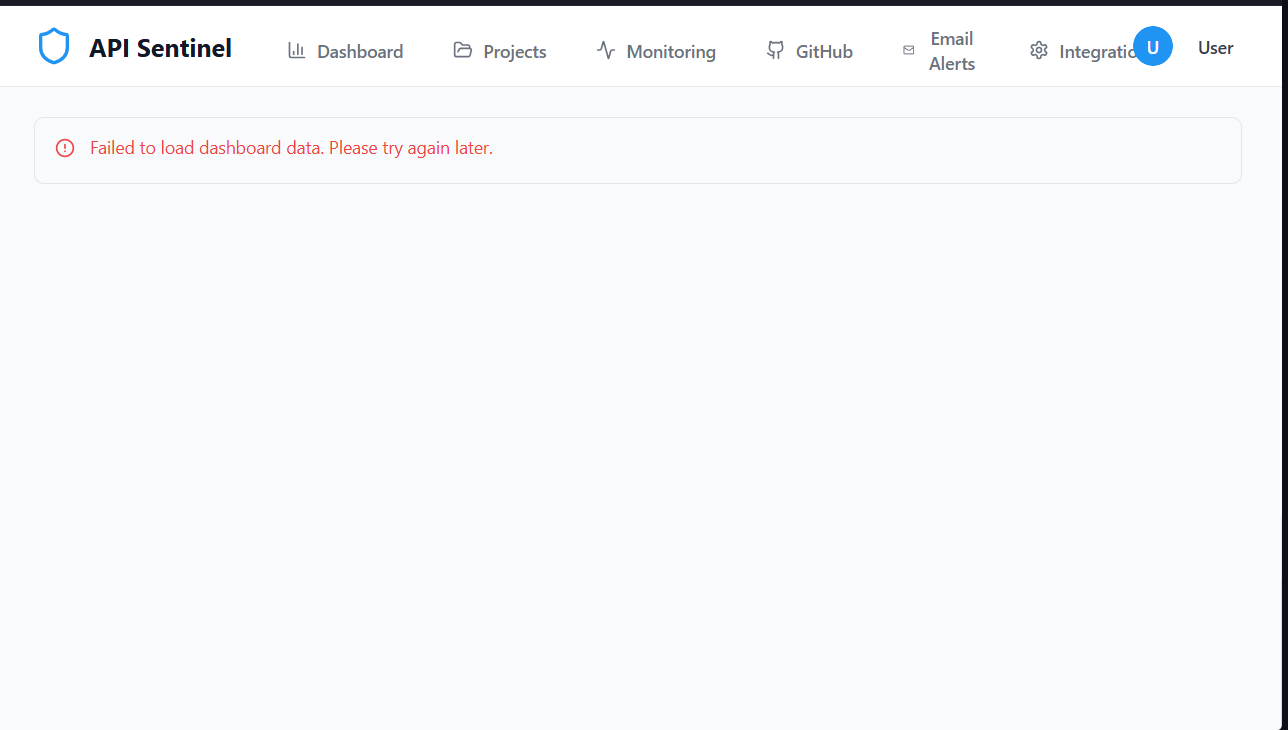 API Sentinel
Dashboard
Projects
Monitoring
GitHub
Email
Alerts
Integratio
U
User
Failed to load dashboard data. Please try again later.